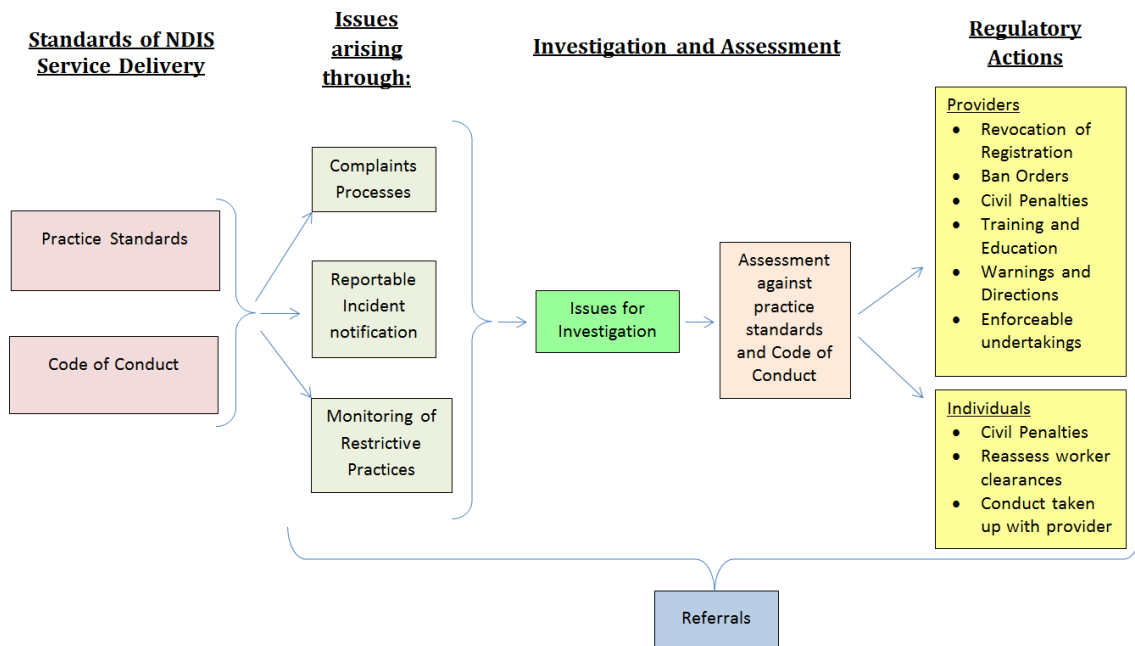 Standards of NDIS
Service Delivery
Issues
arising
through:
Investigation and Assessment
Regulatory
Actions
Practice Standards
Code of Conduct
Complaints
Processes
Reportable
Incident
notification
Monitoring of
Restrictive
Practices
Issues for
Investigation
Assessment
against
practice
standards
and Code of
Conduct
Providers
• Revocation of
Registration
• Ban Orders
• Civil Penalties
• Training and
Education
• Warnings and
Directions
• Enforceable
undertakings
Individuals
• Civil Penalties
• Reassess worker
clearances
• Conduct taken
up with provider
Referrals